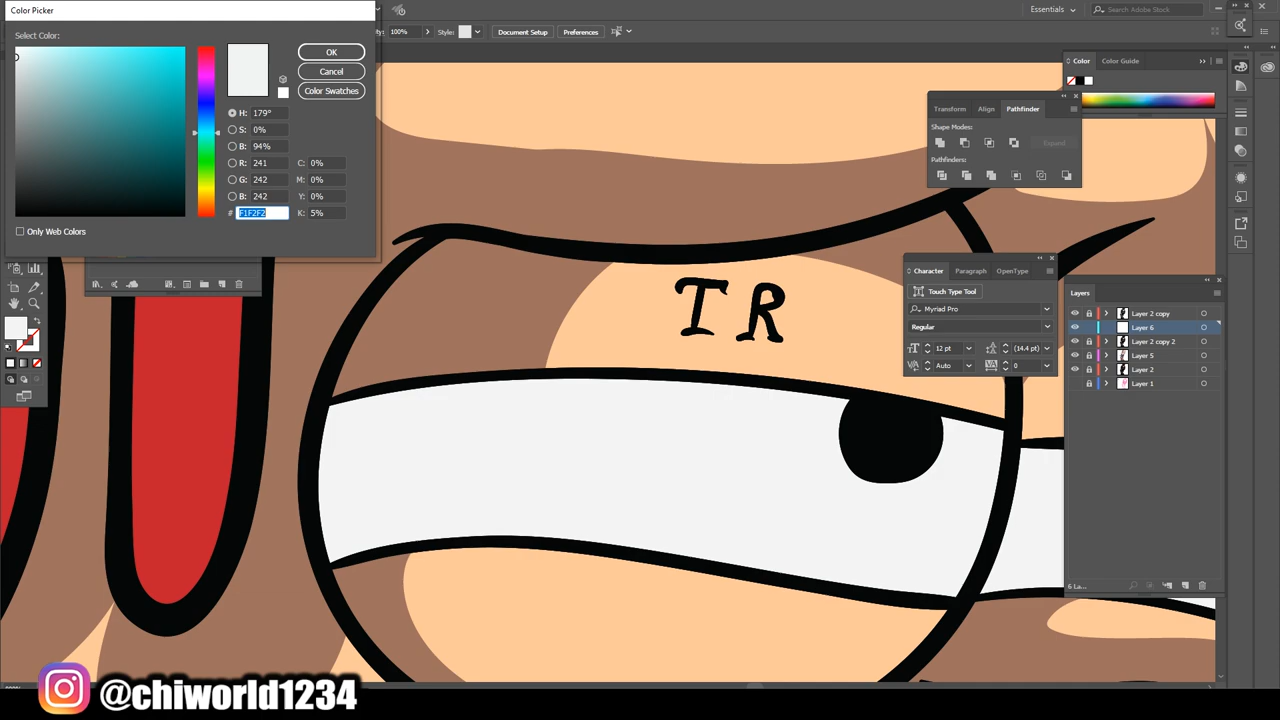 Color Picker
Essentials
Search Adobe Stock
100%
Style:
Document Setup
Preferences
Select Color:
OK
Cancel
Color Swatches
H: 179°
S: 0%
B: 94%
R: 241
G: 242
B: 242
# F1F2F2
C: 0%
M: 0%
Y: 0%
K: 5%
Only Web Colors
Color
Color Guide
Transform
Align
Pathfinder
Shape Modes:
Expand
Pathfinders:
TR
Character
Paragraph
OpenType
Touch Type Tool
Myriad Pro
Regular
12 pt
(14.4 pt)
Auto
0
Layers
Layer 2 copy
Layer 6
Layer 2 copy 2
Layer 5
Layer 2
Layer 1
6 La...
@chiworld1234